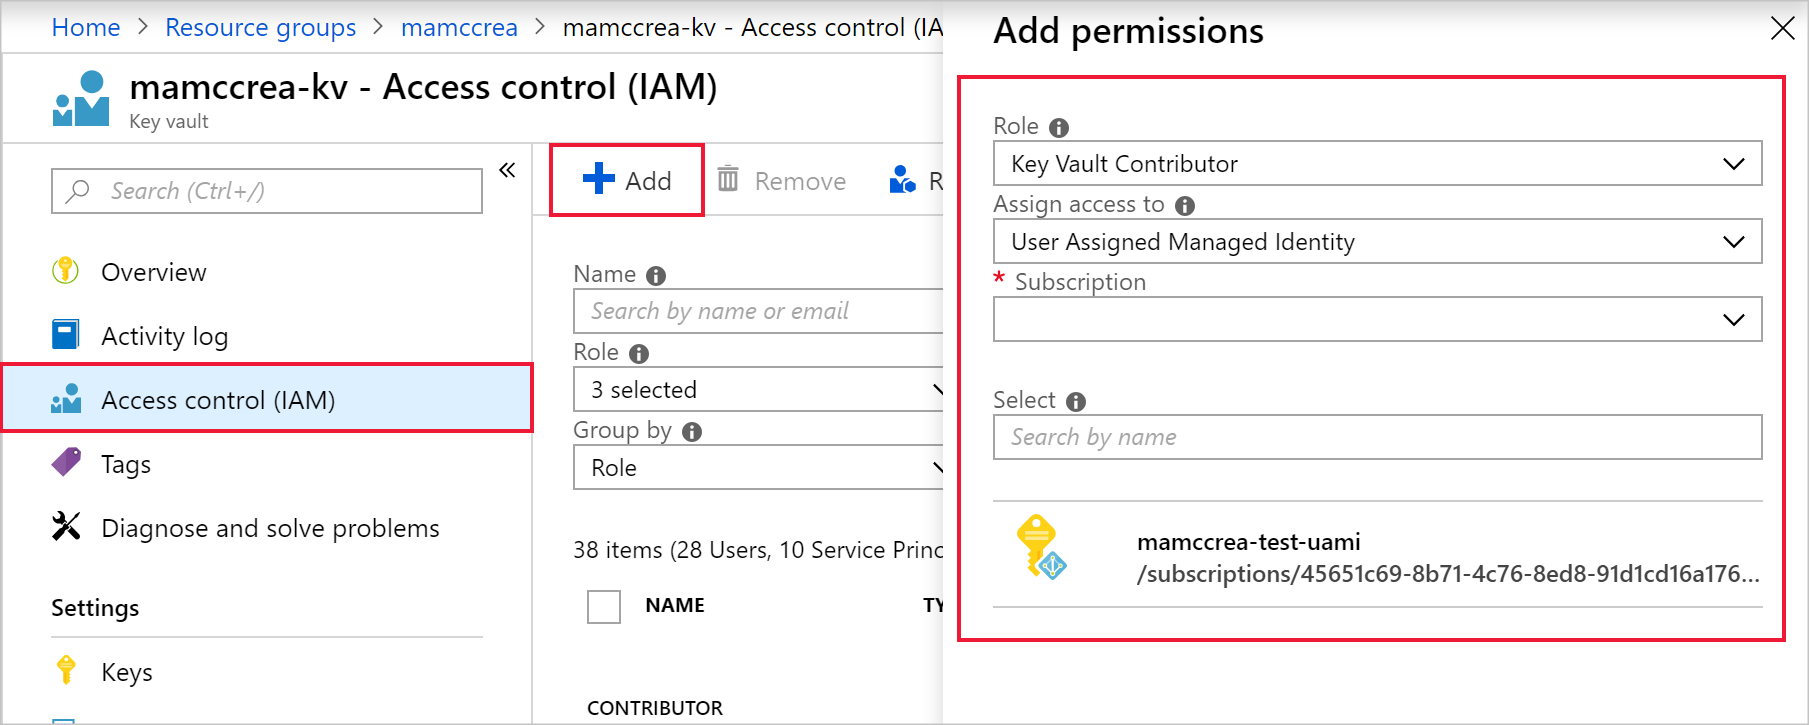 Home > Resource groups > mamccrea > mamccrea-kv - Access control (IA
mamccrea-kv - Access control (IAM)
Key vault
Search (Ctrl+/)
«
Overview
Activity log
Access control (IAM)
Tags
Diagnose and solve problems
Settings
Keys
Add
Remove
R
Name
Search by name or email
Role
3 selected
Group by
Role
38 items (28 Users, 10 Service Princ
NAME
TY
CONTRIBUTOR
Add permissions
Role
Key Vault Contributor
Assign access to
User Assigned Managed Identity
* Subscription
Select
Search by name
mamccrea-test-uami
/subscriptions/45651c69-8b71-4c76-8ed8-91d1cd16a176...